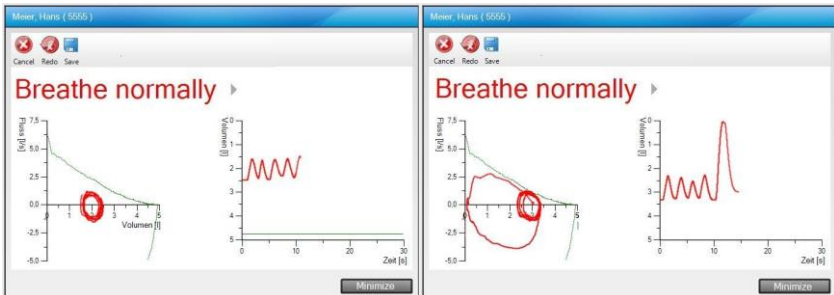 Meier, Hans ( 5555 )
Cancel Redo Save
Breathe normally
Fluss [l/s]
7,5
5,0
2,5
0,0
-2,5
-5,0
0 1 2 3 4 5
Volumen [l]
Volumen [l]
0
1
2
3
4
5
0 10 20 30
Zeit [s]
Minimize
Meier, Hans ( 5555 )
Cancel Redo Save
Breathe normally
Fluss [l/s]
7,5
5,0
2,5
0,0
-2,5
-5,0
0 1 2 3 4 5
Volumen [l]
Volumen [l]
0
1
2
3
4
5
0 10 20 30
Zeit [s]
Minimize